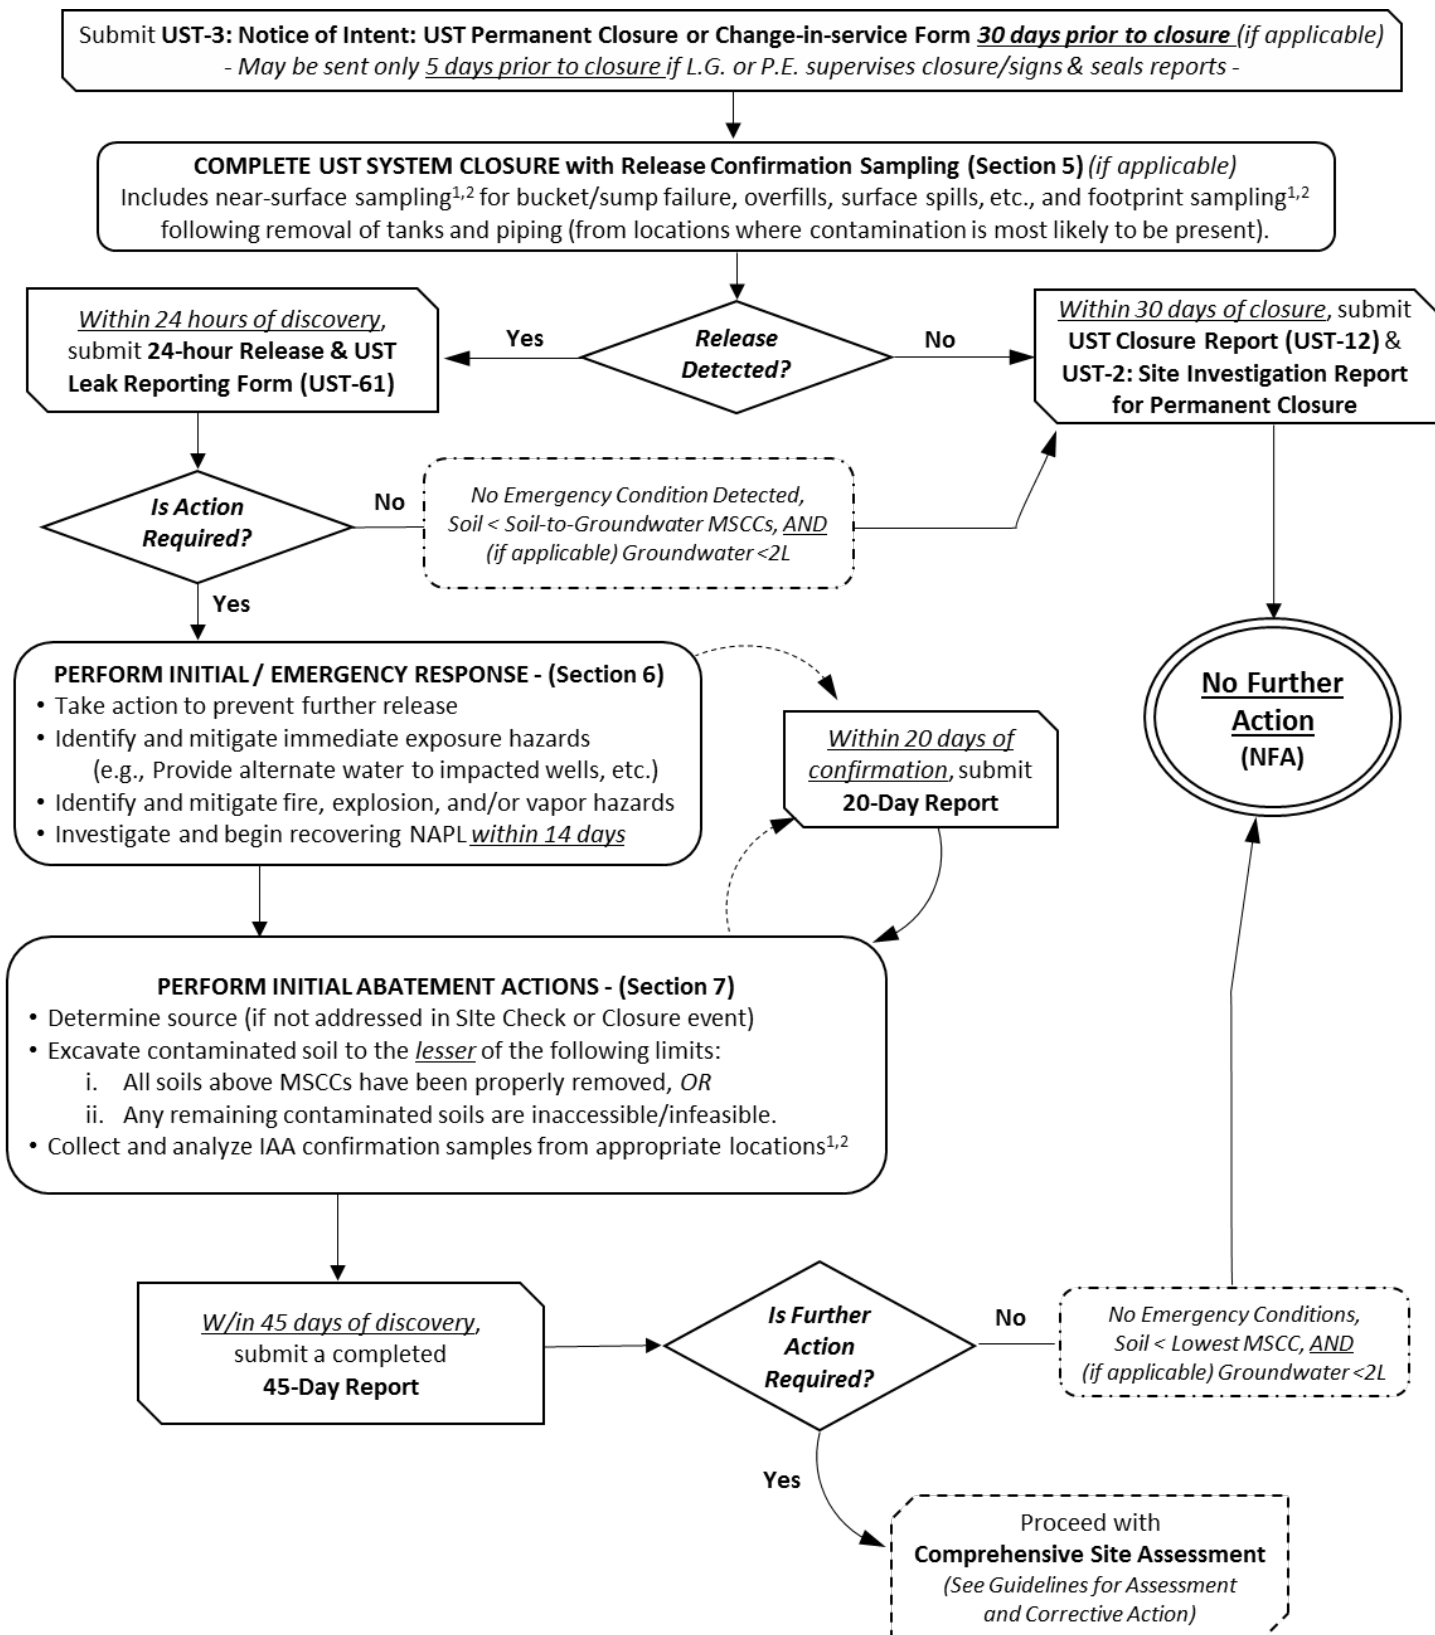 Submit UST-3: Notice of Intent: UST Permanent Closure or Change-in-service Form 30 days prior to closure (if applicable)
- May be sent only 5 days prior to closure if L.G. or P.E. supervises closure/signs & seals reports -
COMPLETE UST SYSTEM CLOSURE with Release Confirmation Sampling (Section 5) (if applicable)
Includes near-surface sampling1,2 for bucket/sump failure, overfills, surface spills, etc., and footprint sampling1,2
following removal of tanks and piping (from locations where contamination is most likely to be present).
Within 24 hours of discovery,
submit 24-hour Release & UST
Leak Reporting Form (UST-61)
Yes
Release
Detected?
No
Within 30 days of closure, submit
UST Closure Report (UST-12) &
UST-2: Site Investigation Report
for Permanent Closure
Is Action
Required?
No
No Emergency Condition Detected,
Soil < Soil-to-Groundwater MSCCs, AND
(if applicable) Groundwater <2L
Yes
PERFORM INITIAL / EMERGENCY RESPONSE - (Section 6)
• Take action to prevent further release
• Identify and mitigate immediate exposure hazards
(e.g., Provide alternate water to impacted wells, etc.)
• Identify and mitigate fire, explosion, and/or vapor hazards
• Investigate and begin recovering NAPL within 14 days
Within 20 days of
confirmation, submit
20-Day Report
No Further
Action
(NFA)
PERFORM INITIAL ABATEMENT ACTIONS - (Section 7)
• Determine source (if not addressed in SIte Check or Closure event)
• Excavate contaminated soil to the lesser of the following limits:
i. All soils above MSCCs have been properly removed, OR
ii. Any remaining contaminated soils are inaccessible/infeasible.
• Collect and analyze IAA confirmation samples from appropriate locations1,2
W/in 45 days of discovery,
submit a completed
45-Day Report
Is Further
Action
Required?
No
No Emergency Conditions,
Soil < Lowest MSCC, AND
(if applicable) Groundwater <2L
Yes
Proceed with
Comprehensive Site Assessment
(See Guidelines for Assessment
and Corrective Action)